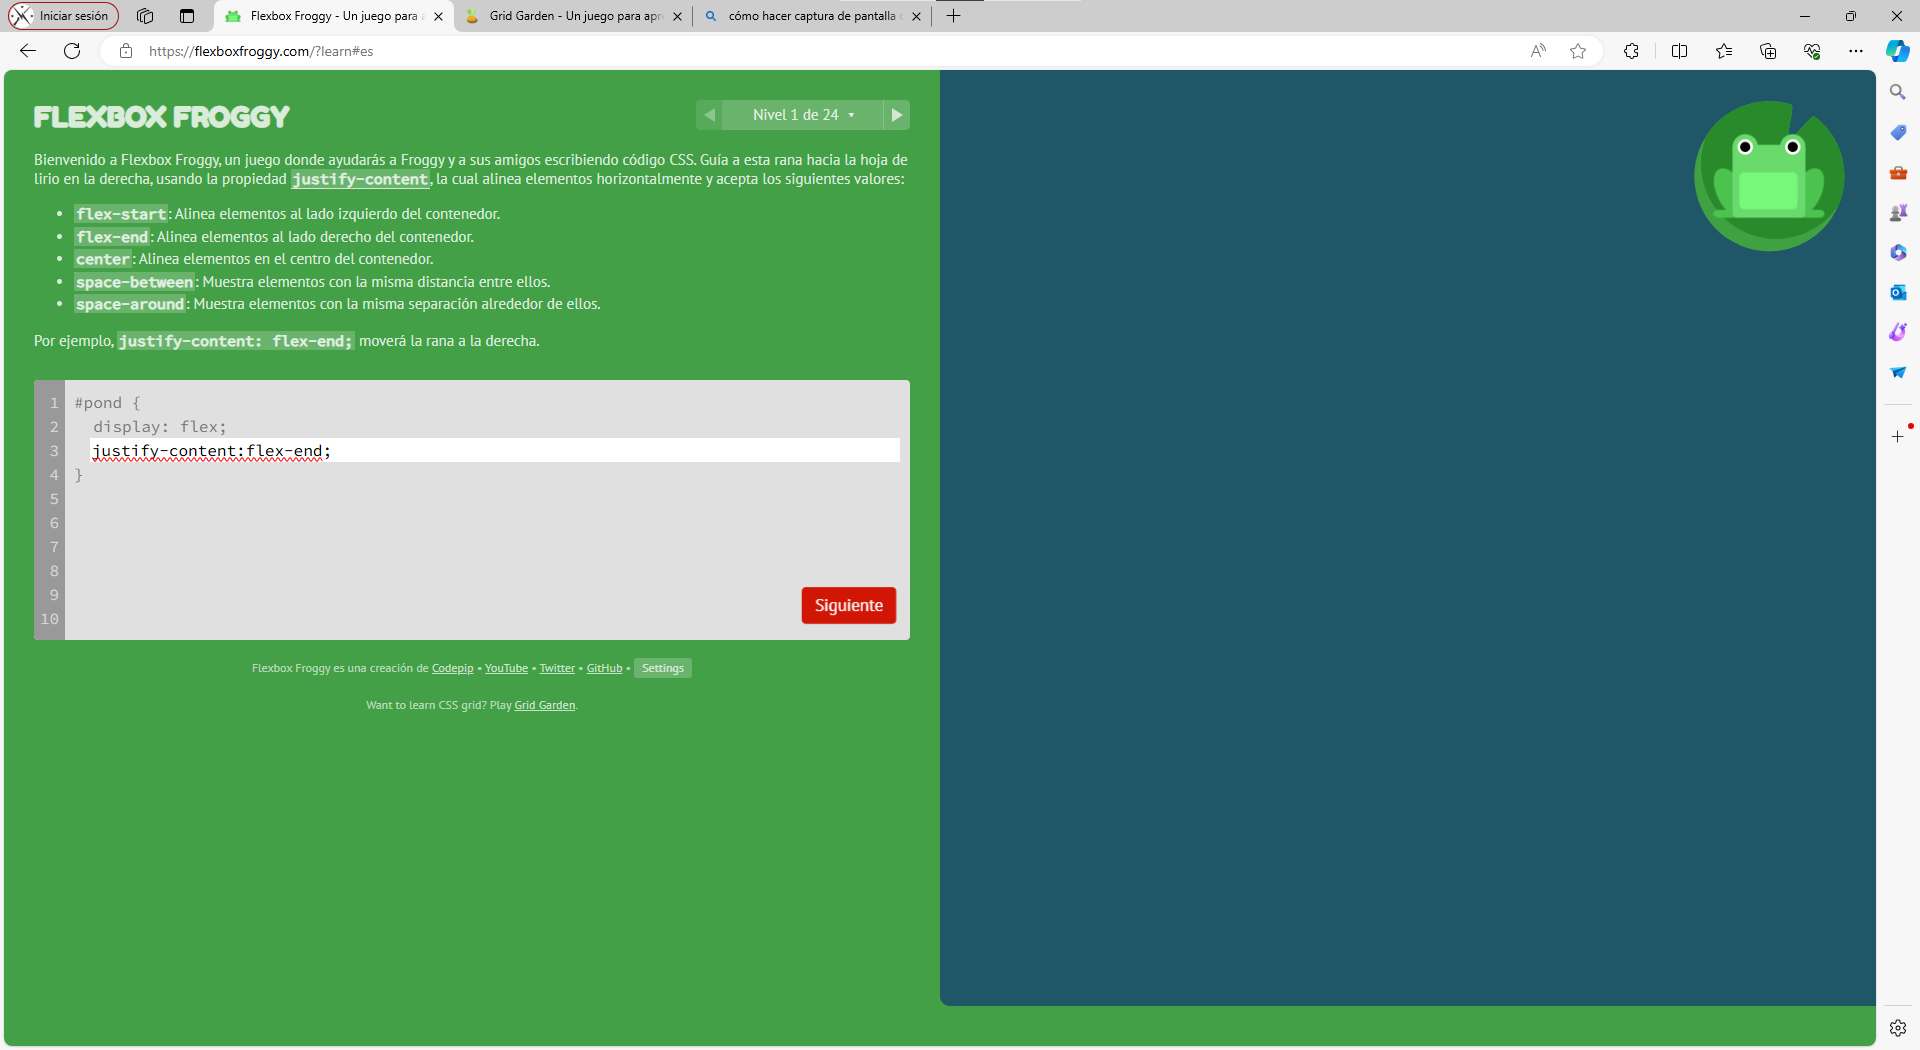 Iniciar sesión
Flexbox Froggy - Un juego para a
Grid Garden - Un juego para apre
cómo hacer captura de pantalla
https://flexboxfroggy.com/?learn#es
FLEXBOX FROGGY
Nivel 1 de 24
Bienvenido a Flexbox Froggy, un juego donde ayudarás a Froggy y a sus amigos escribiendo código CSS. Guía a esta rana hacia la hoja de
lirio en la derecha, usando la propiedad justify-content, la cual alinea elementos horizontalmente y acepta los siguientes valores:
• flex-start: Alinea elementos al lado izquierdo del contenedor.
• flex-end: Alinea elementos al lado derecho del contenedor.
• center: Alinea elementos en el centro del contenedor.
• space-between: Muestra elementos con la misma distancia entre ellos.
• space-around: Muestra elementos con la misma separación alrededor de ellos.
Por ejemplo, justify-content: flex-end; moverá la rana a la derecha.
1 #pond {
2 display: flex;
3 justify-content:flex-end;
4 }
5
6
7
8
9
10
Siguiente
Flexbox Froggy es una creación de Codepip • YouTube • Twitter • GitHub • Settings
Want to learn CSS grid? Play Grid Garden.